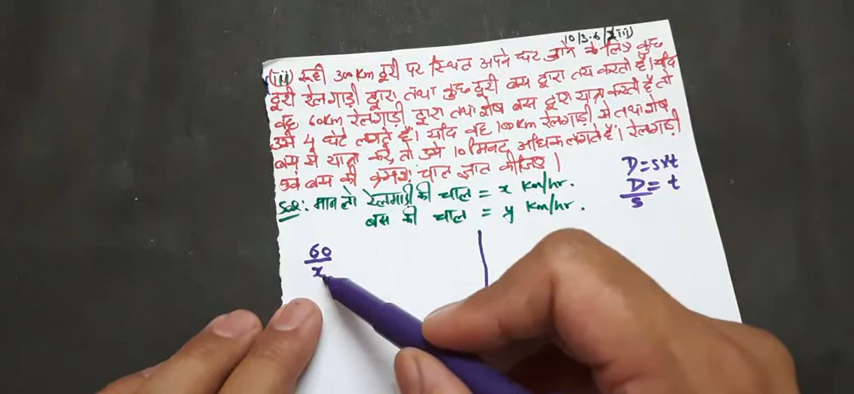 10/3.6/2(iii)
(iii) रूही 300 Km दूरी पर स्थित अपने घर जाने के लिए कुछ
दूरी रेलगाड़ी द्वारा तथा कुछ दूरी बस द्वारा तय करती है। यदि
वह 60 Km रेलगाड़ी द्वारा तथा शेष बस द्वारा यात्रा करती है तो
उसे 4 घंटे लगते हैं। यदि वह 100 Km रेलगाड़ी से तथा शेष
बस से यात्रा करे, तो उसे 10 मिनट अधिक लगते हैं। रेलगाड़ी
एवं बस की क्रमशः चाल ज्ञात कीजिए।
D = s×t
D/s = t
Sol: मान लो रेलगाड़ी की चाल = x Km/hr.
बस की चाल = y Km/hr.
60/x